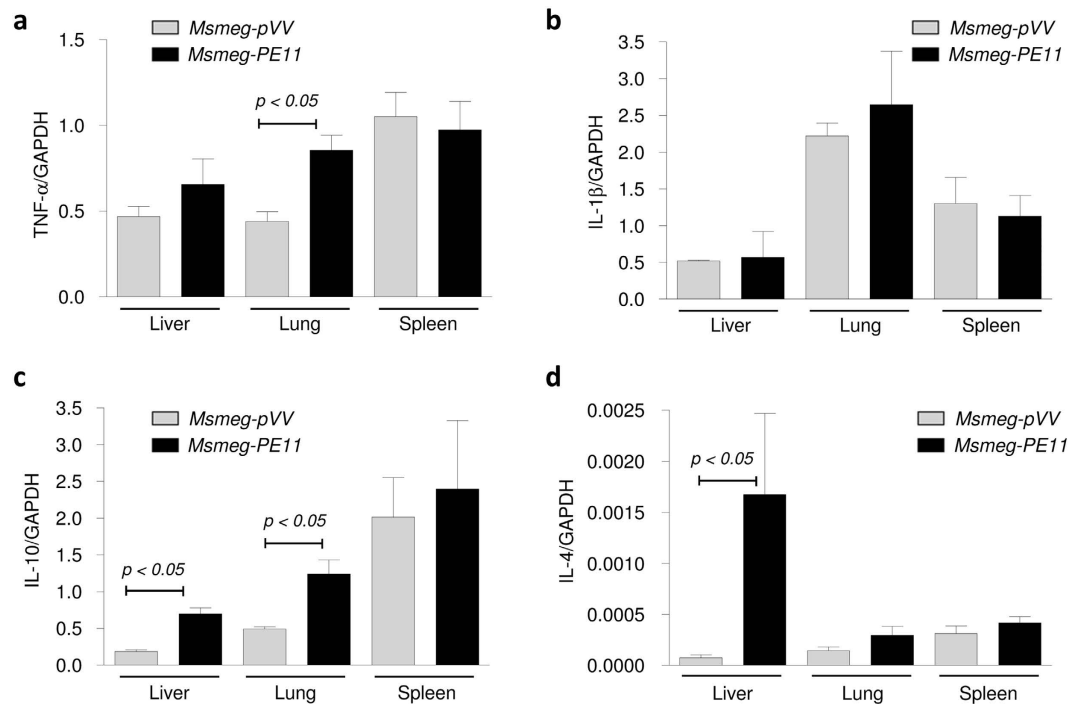 a
Msmeg-pVV
Msmeg-PE11
TNF-α/GAPDH
1.5
1.0
0.5
0.0
p < 0.05
Liver
Lung
Spleen
b
Msmeg-pVV
Msmeg-PE11
IL-1β/GAPDH
3.5
3.0
2.5
2.0
1.5
1.0
0.5
0.0
Liver
Lung
Spleen
c
Msmeg-pVV
Msmeg-PE11
IL-10/GAPDH
3.5
3.0
2.5
2.0
1.5
1.0
0.5
0.0
p < 0.05
p < 0.05
Liver
Lung
Spleen
d
Msmeg-pVV
Msmeg-PE11
IL-4/GAPDH
0.0025
0.0020
0.0015
0.0010
0.0005
0.0000
p < 0.05
Liver
Lung
Spleen